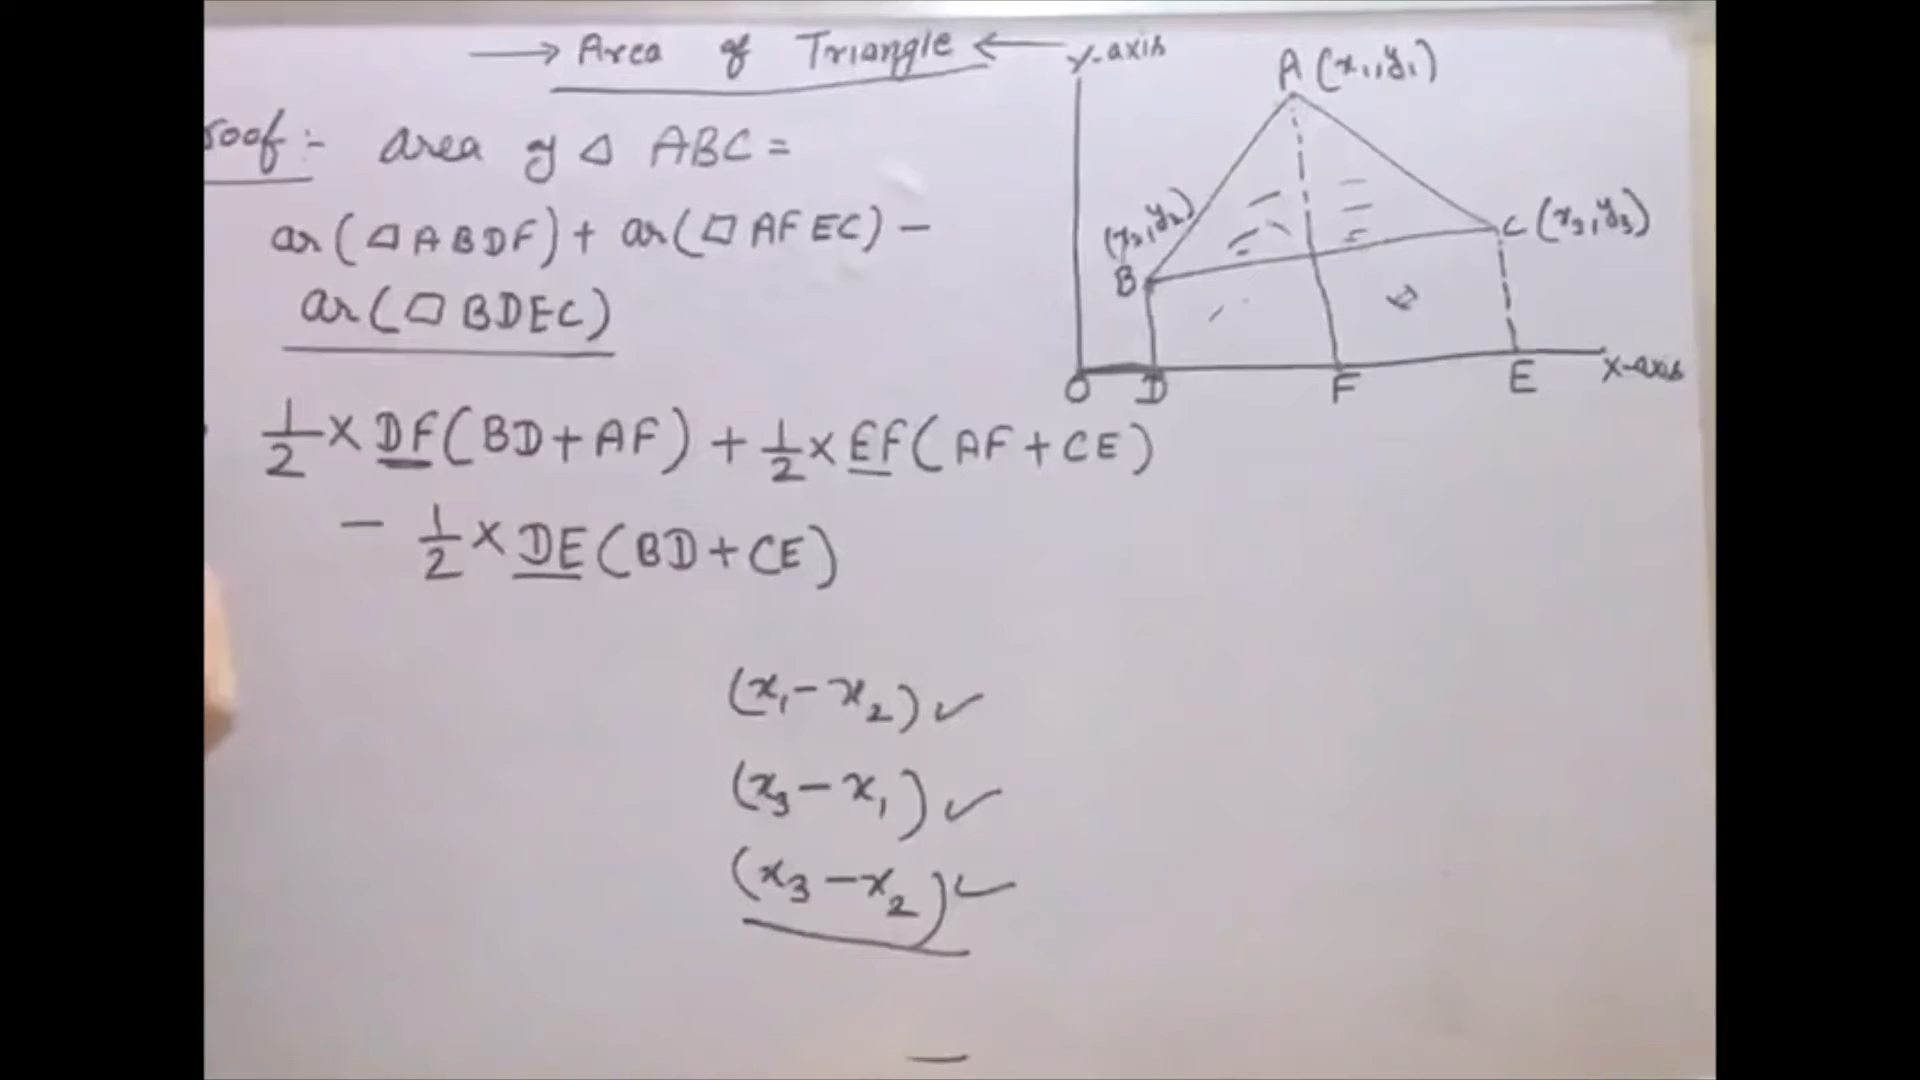 → Area of Triangle ←
roof:- area of △ ABC =
ar(▱ABDF) + ar(▱AFEC) -
ar(▱BDEC)
1/2 × DF(BD+AF) + 1/2 × EF(AF+CE)
- 1/2 × DE(BD+CE)
(x₁-x₂)✓
(x₃-x₁)✓
(x₃-x₂)✓
Y-axis
A(x₁,y₁)
(x₂,y₂)
B
C(x₃,y₃)
O D F E X-axis